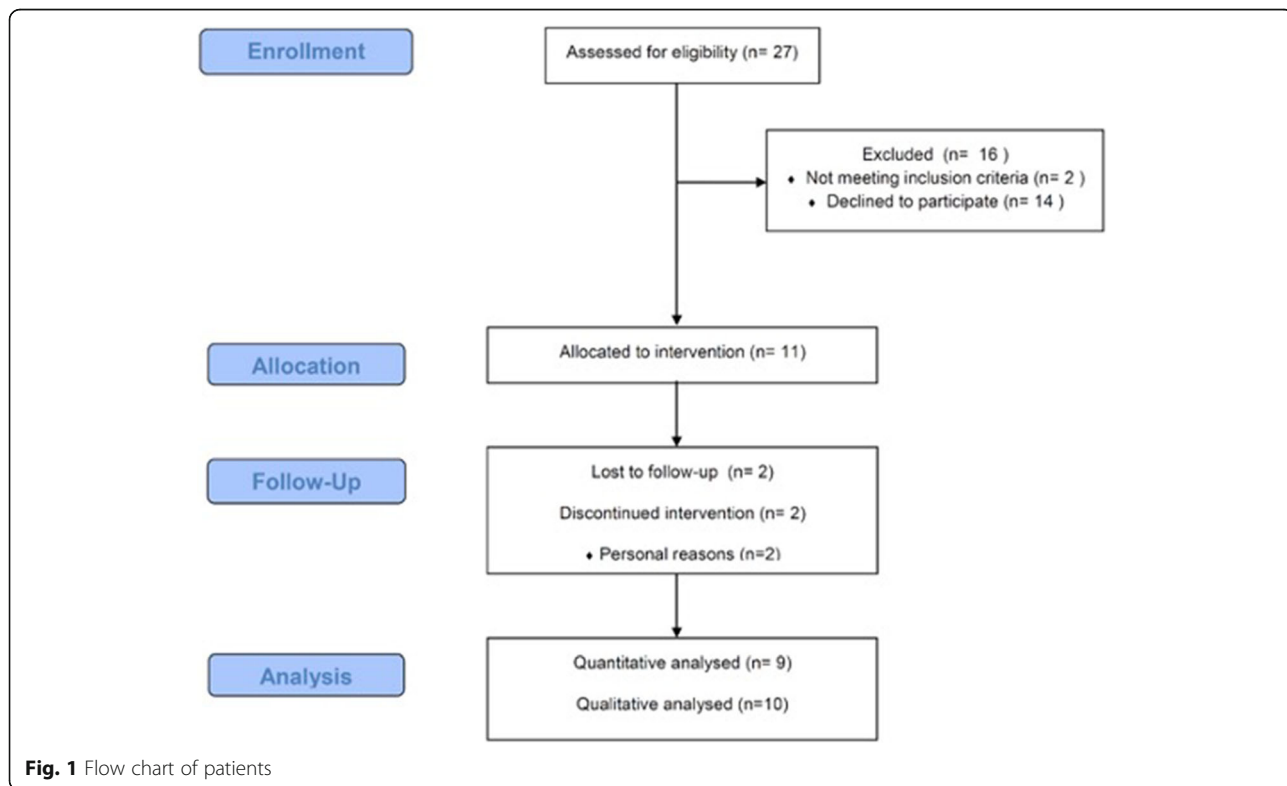 Enrollment
Assessed for eligibility (n= 27)
Excluded (n= 16 )
♦ Not meeting inclusion criteria (n= 2 )
♦ Declined to participate (n= 14 )
Allocation
Allocated to intervention (n= 11)
Follow-Up
Lost to follow-up (n= 2)
Discontinued intervention (n= 2)
♦ Personal reasons (n=2)
Analysis
Quantitative analysed (n= 9)
Qualitative analysed (n=10)
Fig. 1 Flow chart of patients